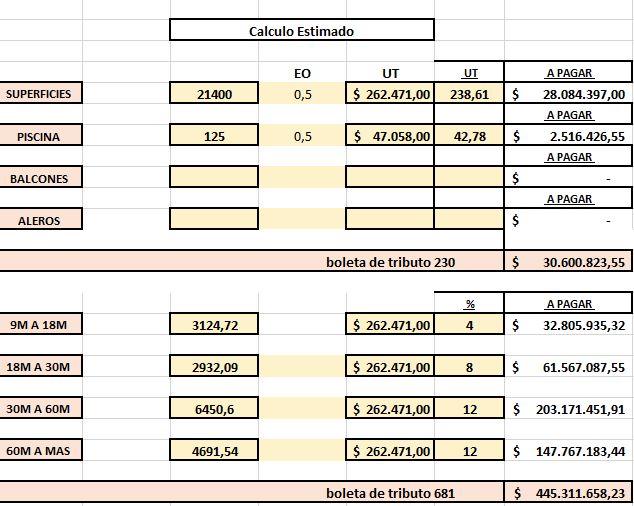 Calculo Estimado
EO UT UT A PAGAR
SUPERFICIES 21400 0,5 $ 262.471,00 238,61 $ 28.084.397,00
A PAGAR
PISCINA 125 0,5 $ 47.058,00 42,78 $ 2.516.426,55
A PAGAR
BALCONES $ -
A PAGAR
ALEROS $ -
boleta de tributo 230 $ 30.600.823,55
% A PAGAR
9M A 18M 3124,72 $ 262.471,00 4 $ 32.805.935,32
18M A 30M 2932,09 $ 262.471,00 8 $ 61.567.087,55
30M A 60M 6450,6 $ 262.471,00 12 $ 203.171.451,91
60M A MAS 4691,54 $ 262.471,00 12 $ 147.767.183,44
boleta de tributo 681 $ 445.311.658,23